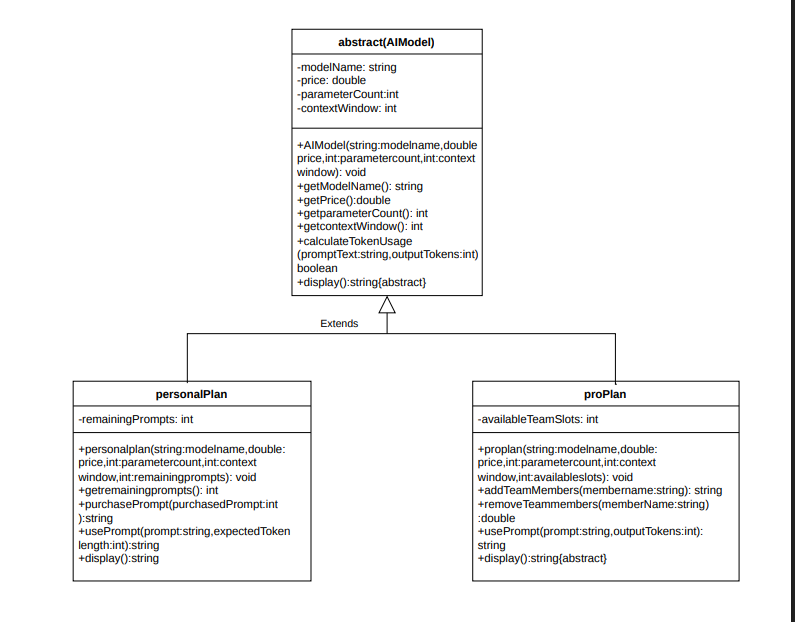 abstract(AIModel)
-modelName: string
-price: double
-parameterCount:int
-contextWindow: int
+AIModel(string:modelname,double
price,int:parametercount,int:context
window): void
+getModelName(): string
+getPrice():double
+getparameterCount(): int
+getcontextWindow(): int
+calculateTokenUsage
(promptText:string,outputTokens:int)
boolean
+display():string{abstract}
Extends
personalPlan
-remainingPrompts: int
+personalplan(string:modelname,double:
price,int:parametercount,int:context
window,int:remainingprompts): void
+getremainingprompts(): int
+purchasePrompt(purchasedPrompt:int
):string
+usePrompt(prompt:string,expectedToken
length:int):string
+display():string
proPlan
-availableTeamSlots: int
+proplan(string:modelname,double:
price,int:parametercount,int:context
window,int:availableslots): void
+addTeamMembers(membername:string): string
+removeTeammembers(memberName:string)
:double
+usePrompt(prompt:string,outputTokens:int):
string
+display():string{abstract}